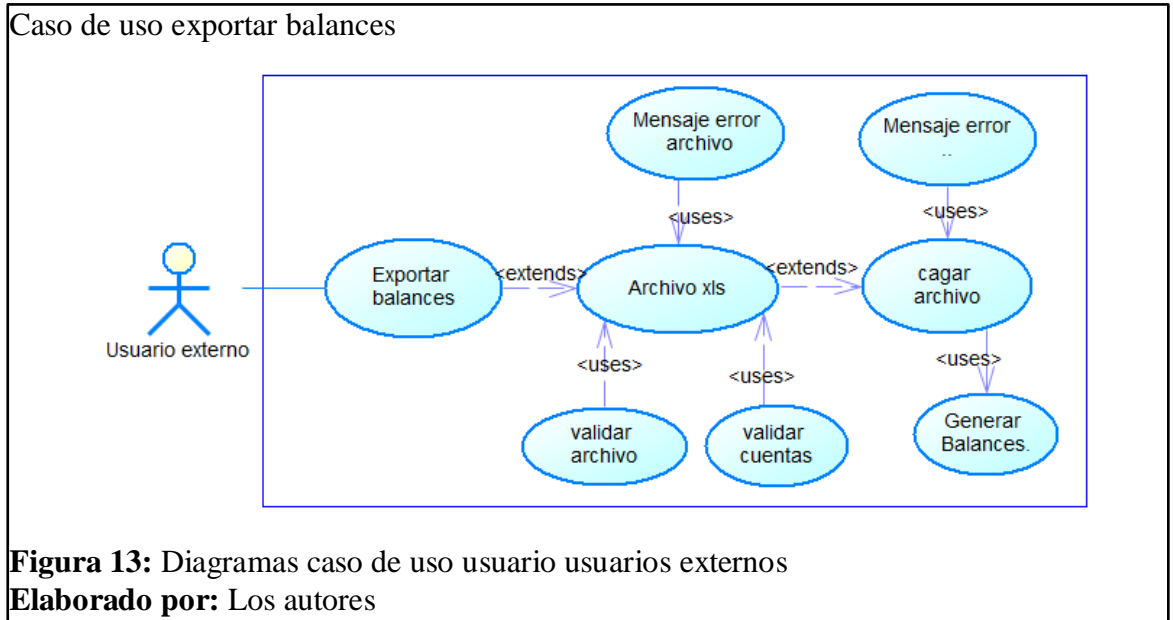 Caso de uso exportar balances
Mensaje error
archivo
Mensaje error
..
<uses>
<uses>
Exportar
balances
<extends>
Archivo xls
<extends>
cagar
archivo
Usuario externo
<uses>
<uses>
<uses>
validar
archivo
validar
cuentas
Generar
Balances.
Figura 13: Diagramas caso de uso usuario usuarios externos
Elaborado por: Los autores